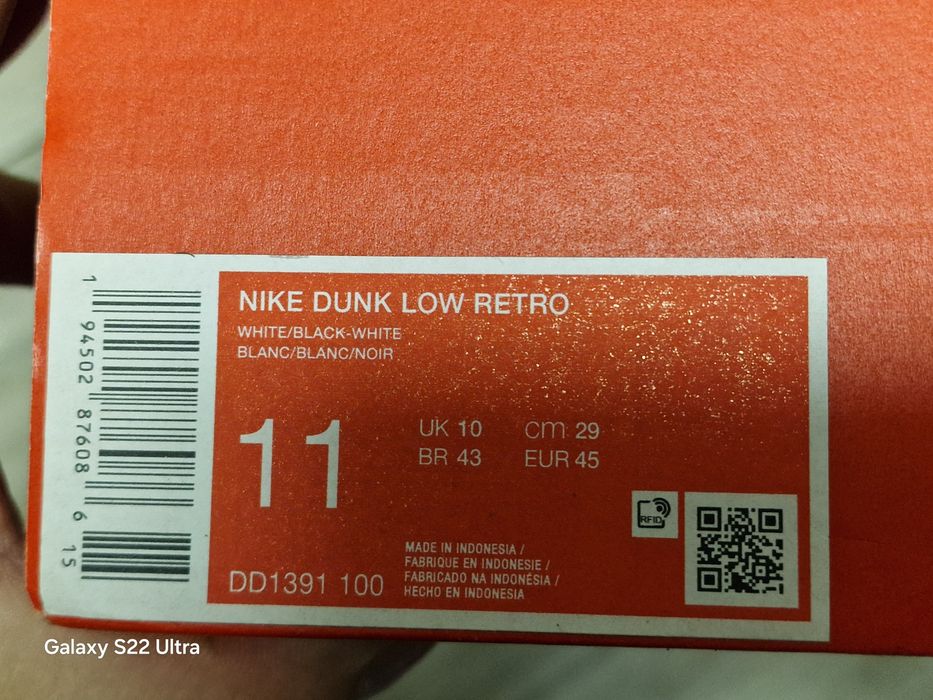 NIKE DUNK LOW RETRO
WHITE/BLACK-WHITE
BLANC/BLANC/NOIR
11
UK 10 cm 29
BR 43 EUR 45
RFID
DD1391 100
MADE IN INDONESIA /
FABRIQUE EN INDONESIE /
FABRICADO NA INDONÉSIA /
HECHO EN INDONESIA
1 94502 87608 6 15
Galaxy S22 Ultra